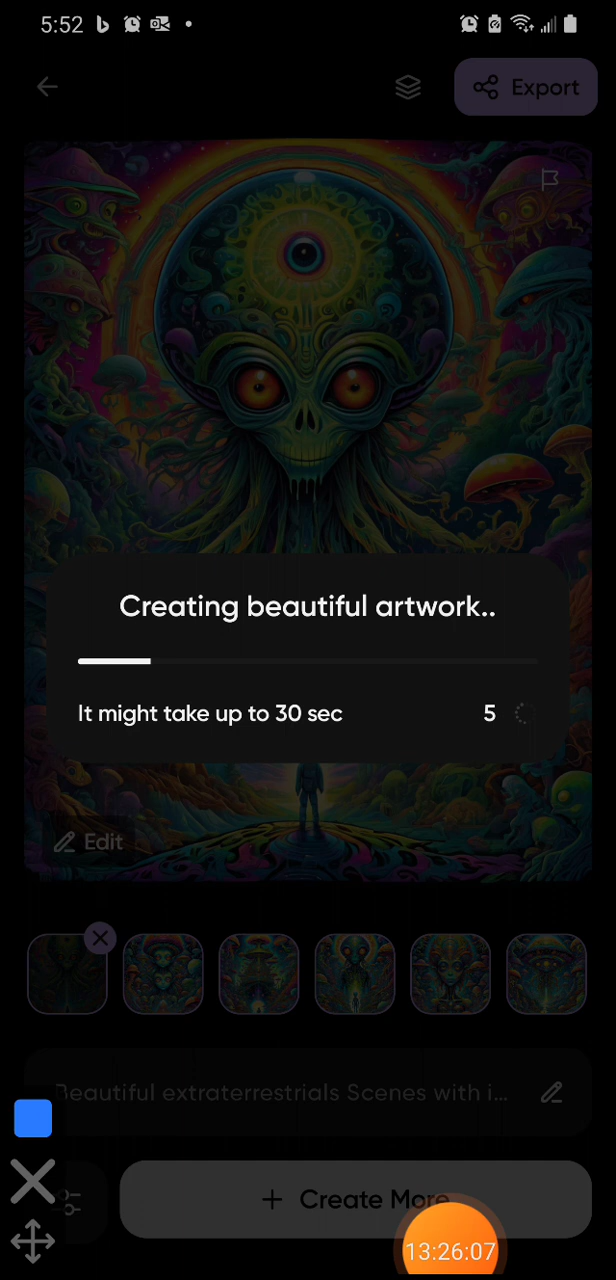 5:52
Export
Creating beautiful artwork..
It might take up to 30 sec
5
Edit
Beautiful extraterrestrials Scenes with i...
+ Create More
13:26:07